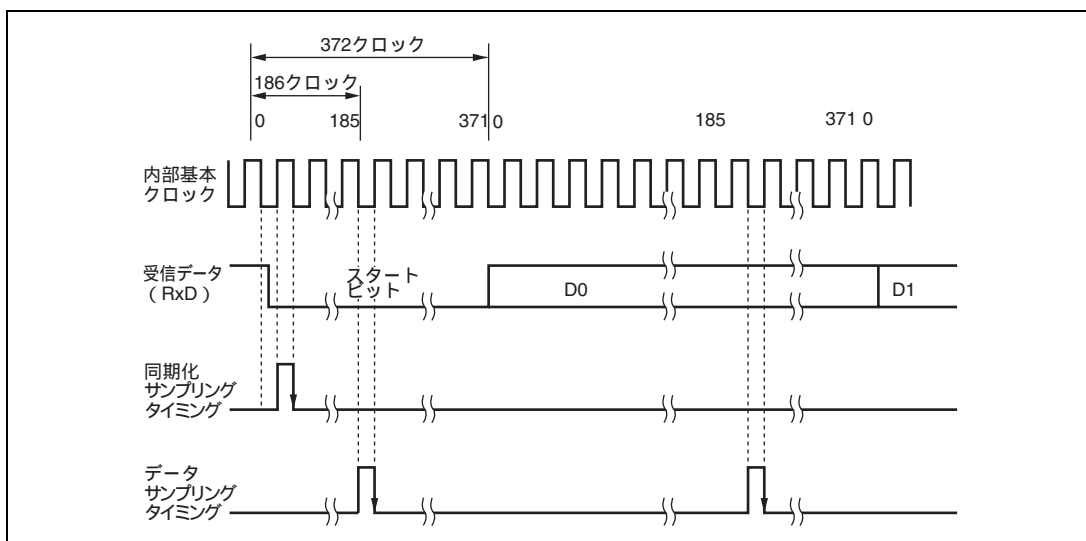 372クロック
186クロック
0 185 371 0 185 371 0
内部基本
クロック
受信データ
(RxD)
スタート
ビット
D0
D1
同期化
サンプリング
タイミング
データ
サンプリング
タイミング